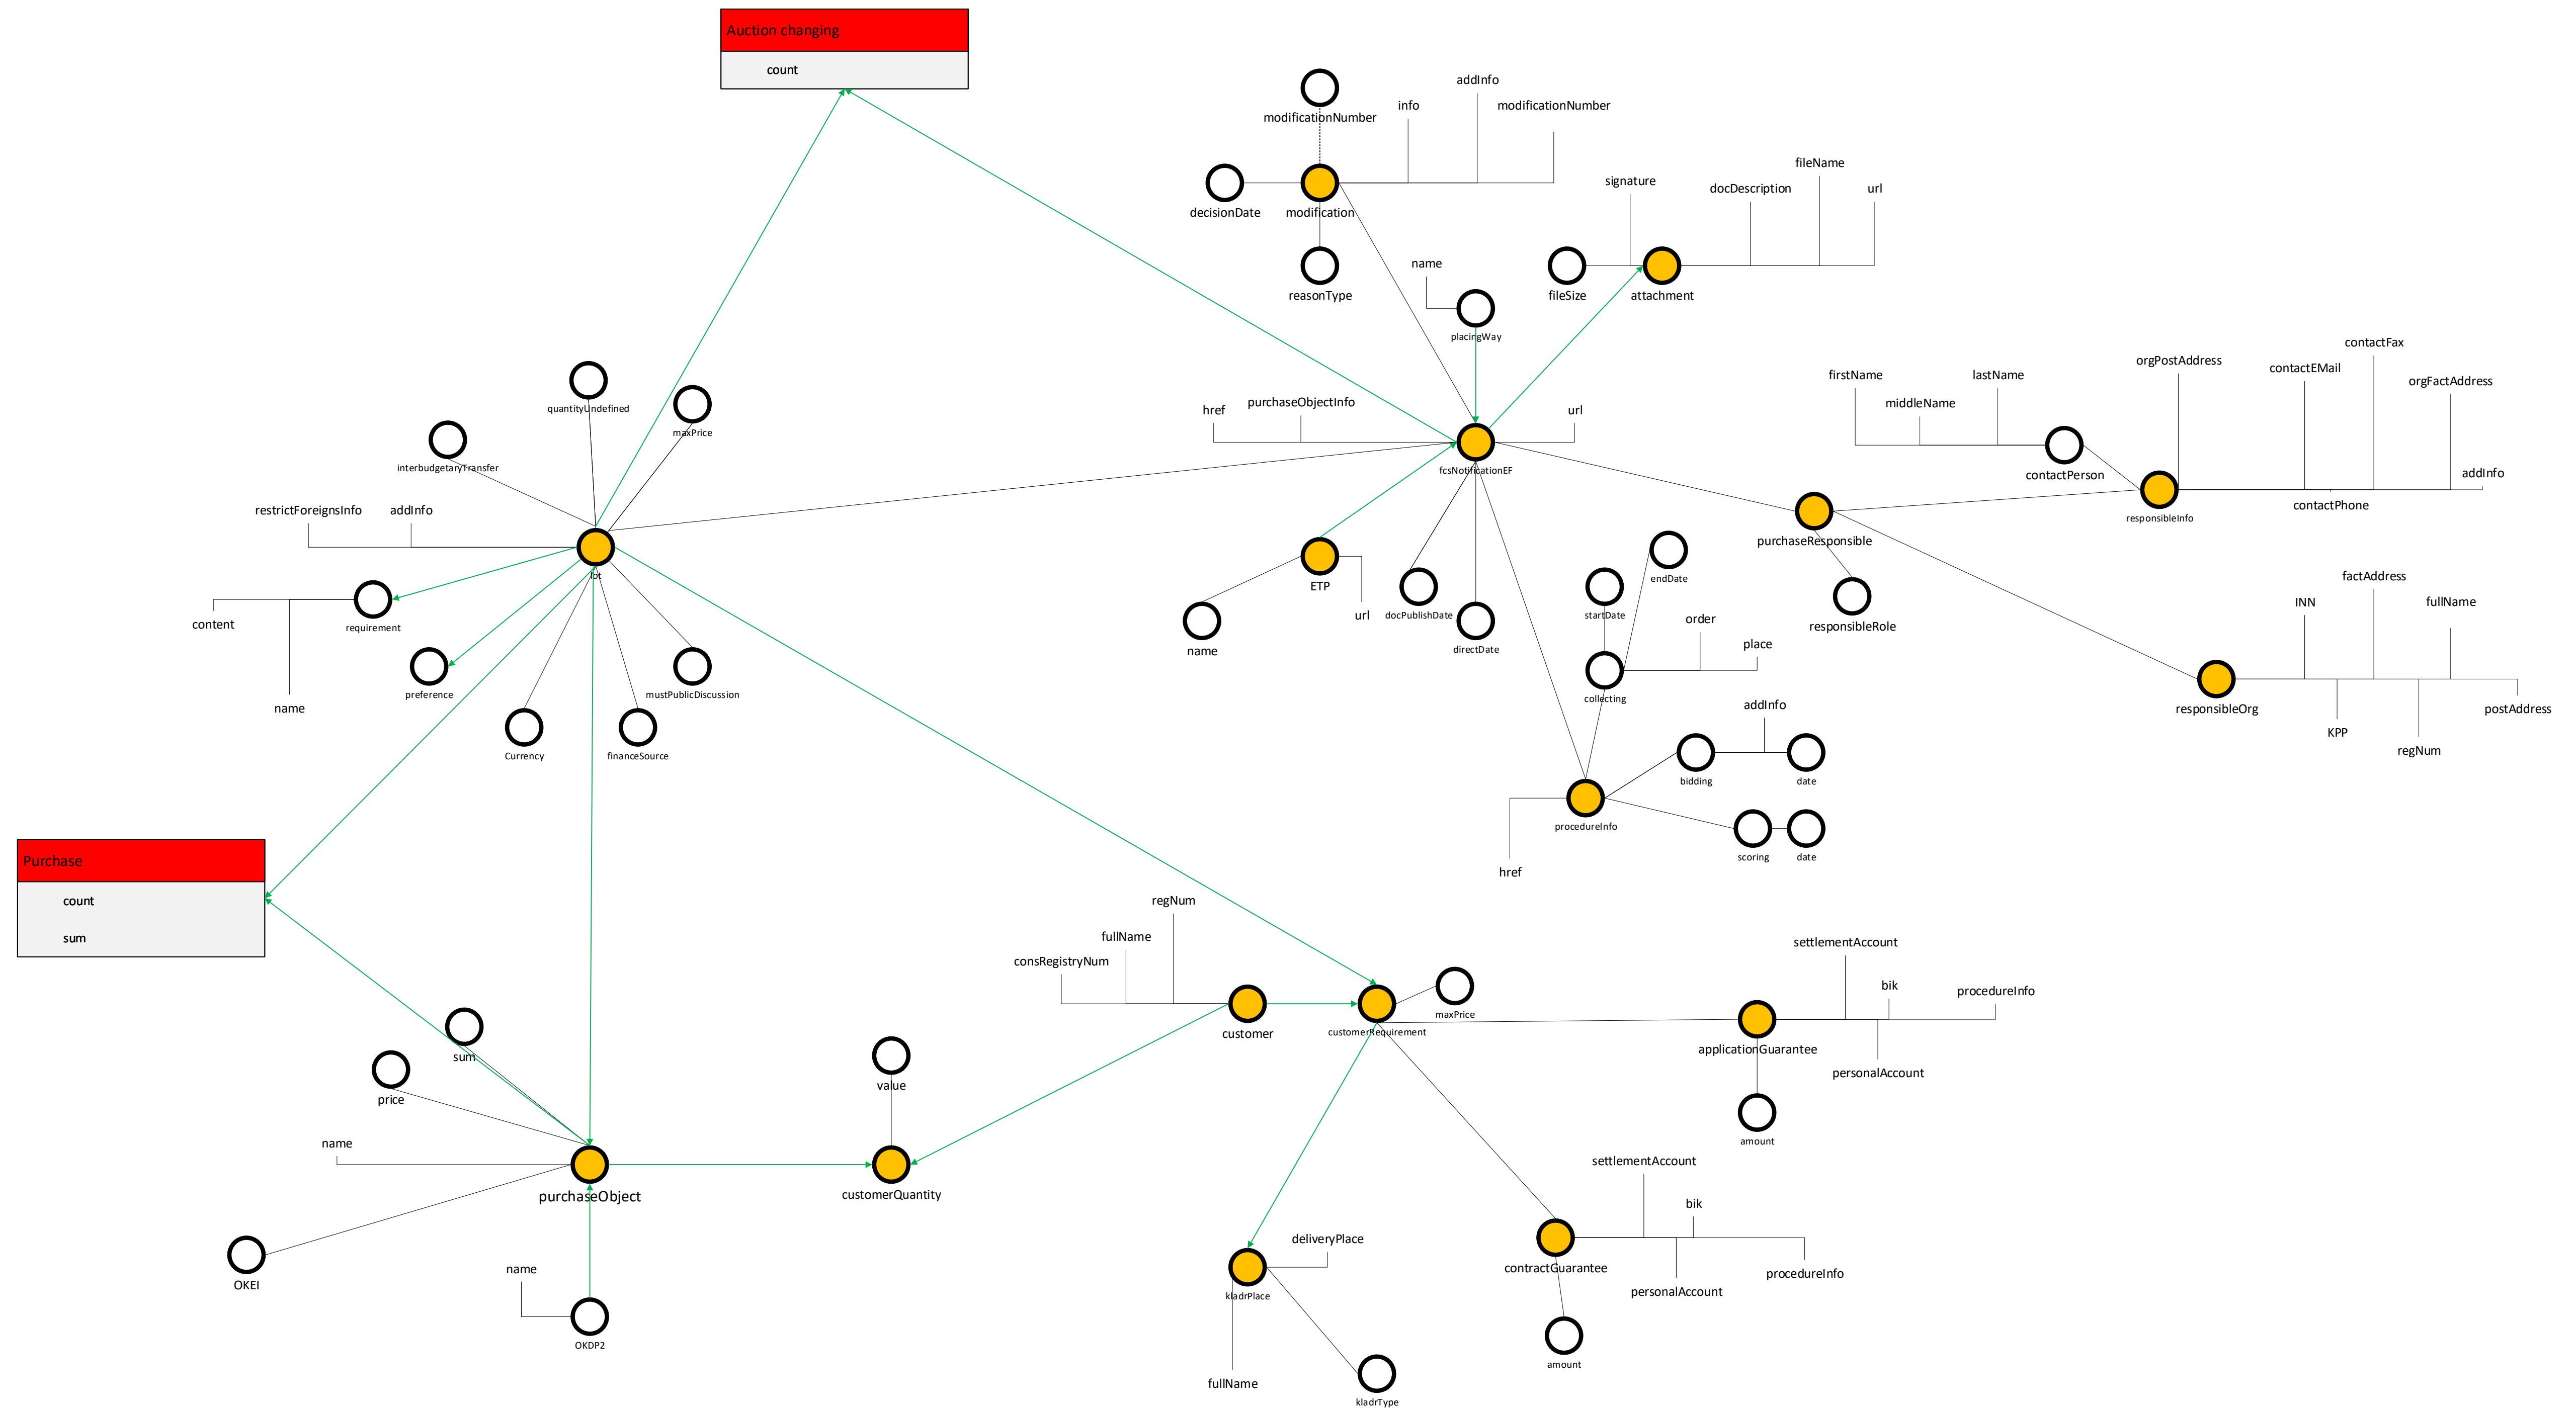 Auction changing
count
addInfo
info
modificationNumber
modificationNumber
fileName
signature
docDescription
url
decisionDate
modification
name
reasonType
fileSize
attachment
placingWay
contactFax
orgPostAddress
contactEMail
firstName
lastName
orgFactAddress
middleName
quantityUndefined
href
purchaseObjectInfo
url
maxPrice
interbudgetaryTransfer
fcsNotificationEF
contactPerson
addInfo
restrictForeignsInfo
addInfo
responsibleInfo
contactPhone
purchaseResponsible
lot
ETP
endDate
factAddress
url
docPublishDate
startDate
INN
fullName
content
requirement
name
directDate
order
responsibleRole
place
preference
mustPublicDiscussion
collecting
name
responsibleOrg
postAddress
addInfo
KPP
regNum
Currency
financeSource
bidding
date
procedureInfo
Purchase
scoring
date
href
count
sum
regNum
fullName
consRegistryNum
settlementAccount
bik
procedureInfo
maxPrice
customer
customerRequirement
sum
value
applicationGuarantee
personalAccount
price
amount
name
settlementAccount
purchaseObject
customerQuantity
bik
deliveryPlace
name
contractGuarantee
procedureInfo
OKEI
kladrPlace
personalAccount
OKDP2
amount
fullName
kladrType